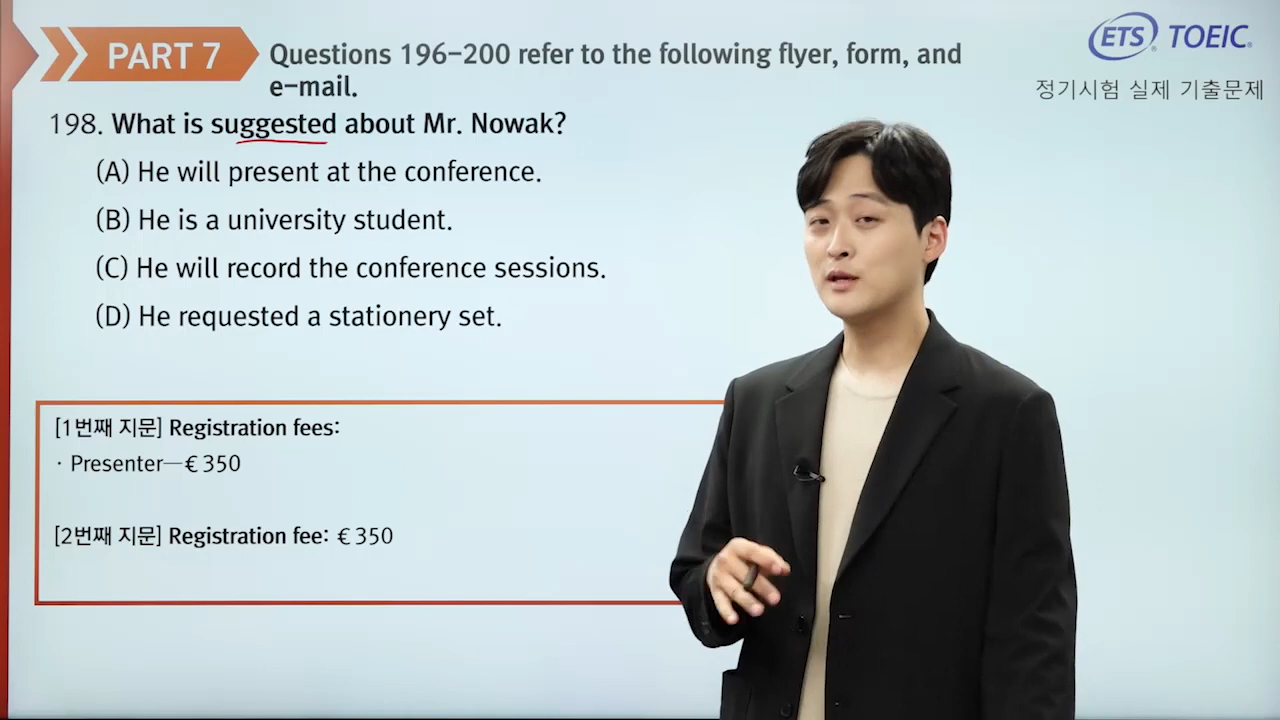 PART 7
Questions 196–200 refer to the following flyer, form, and
e-mail.
ETS® TOEIC®
정기시험 실제 기출문제
198. What is suggested about Mr. Nowak?
(A) He will present at the conference.
(B) He is a university student.
(C) He will record the conference sessions.
(D) He requested a stationery set.
[1번째 지문] Registration fees:
· Presenter—€350
[2번째 지문] Registration fee: €350